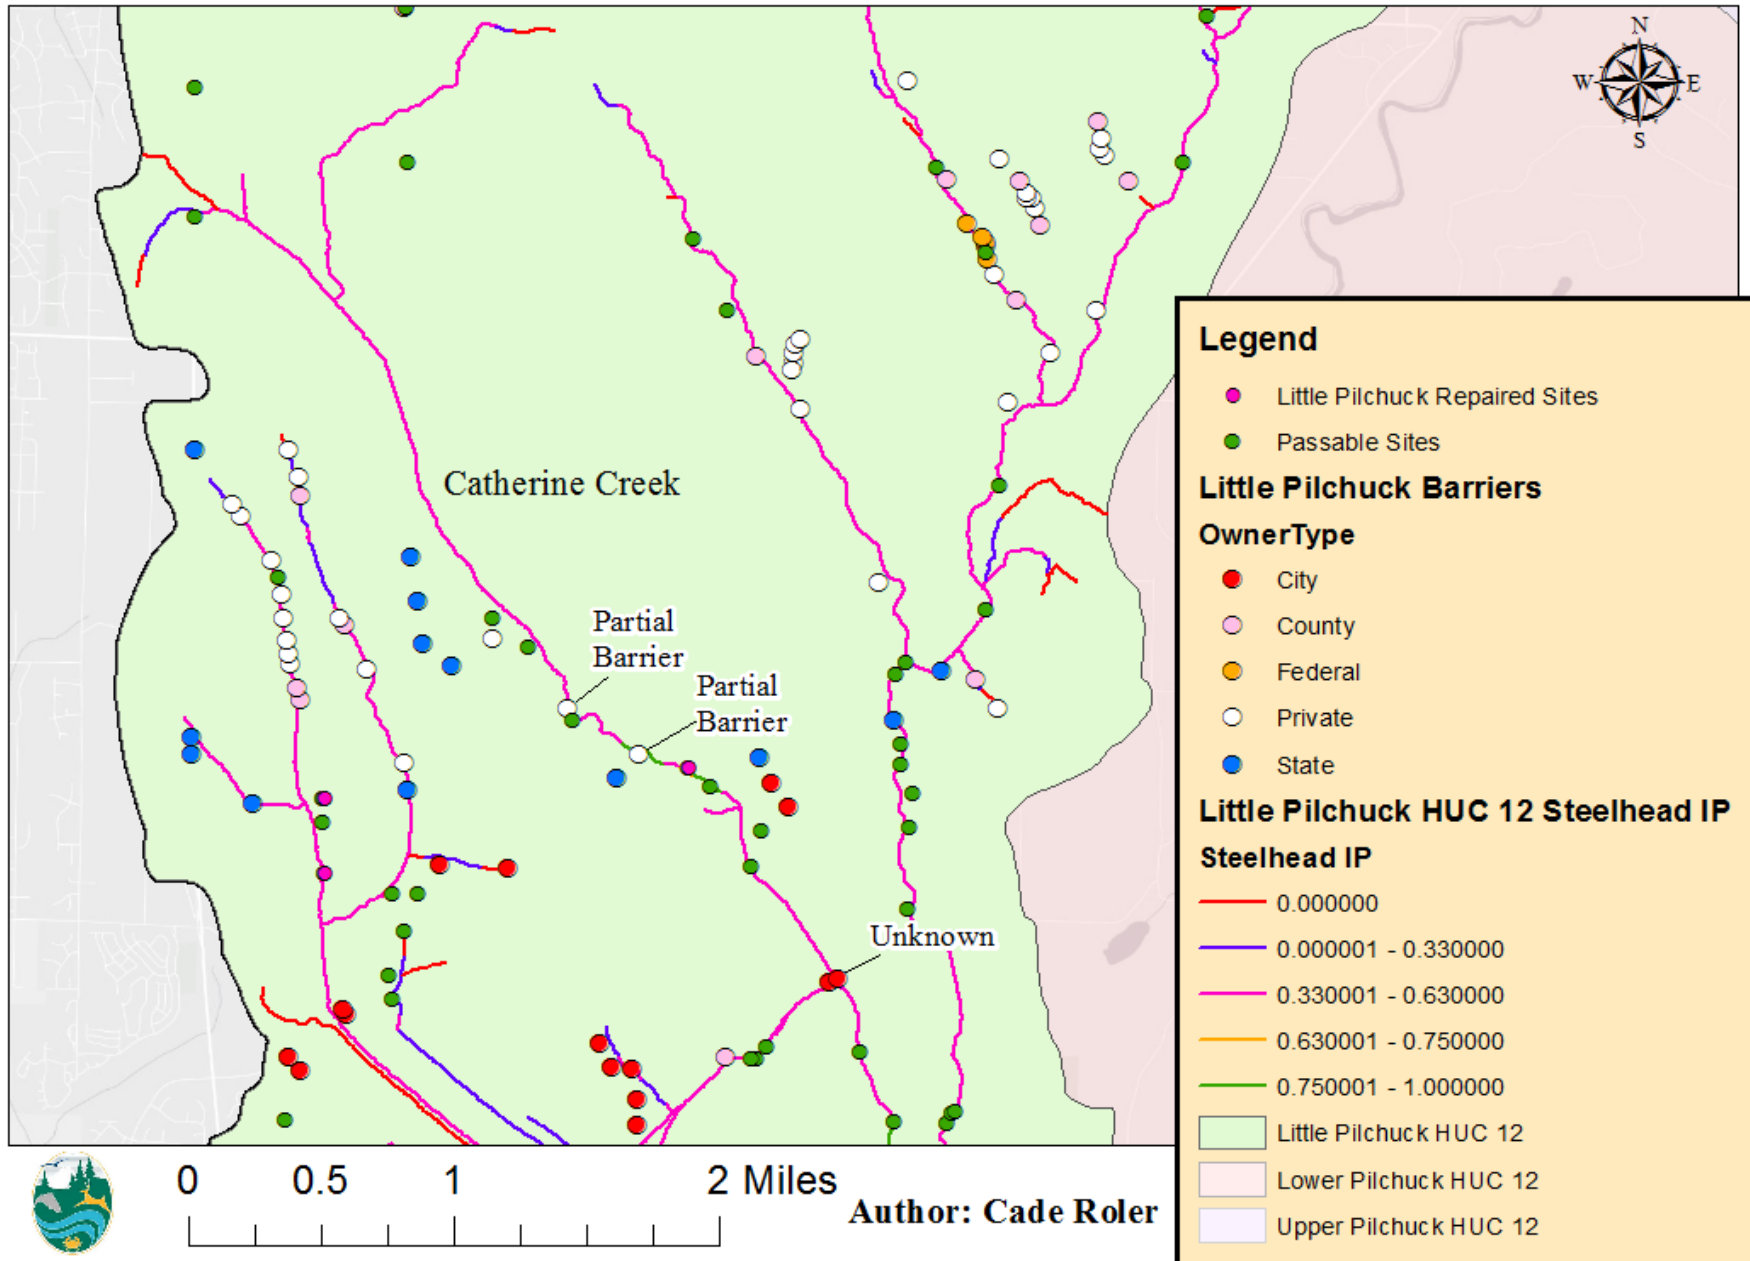 N
W E
S
Catherine Creek
Partial
Barrier
Partial
Barrier
Unknown
Legend
Little Pilchuck Repaired Sites
Passable Sites
Little Pilchuck Barriers
OwnerType
City
County
Federal
Private
State
Little Pilchuck HUC 12 Steelhead IP
Steelhead IP
0.000000
0.000001 - 0.330000
0.330001 - 0.630000
0.630001 - 0.750000
0.750001 - 1.000000
Little Pilchuck HUC 12
Lower Pilchuck HUC 12
Upper Pilchuck HUC 12
0 0.5 1 2 Miles
Author: Cade Roler